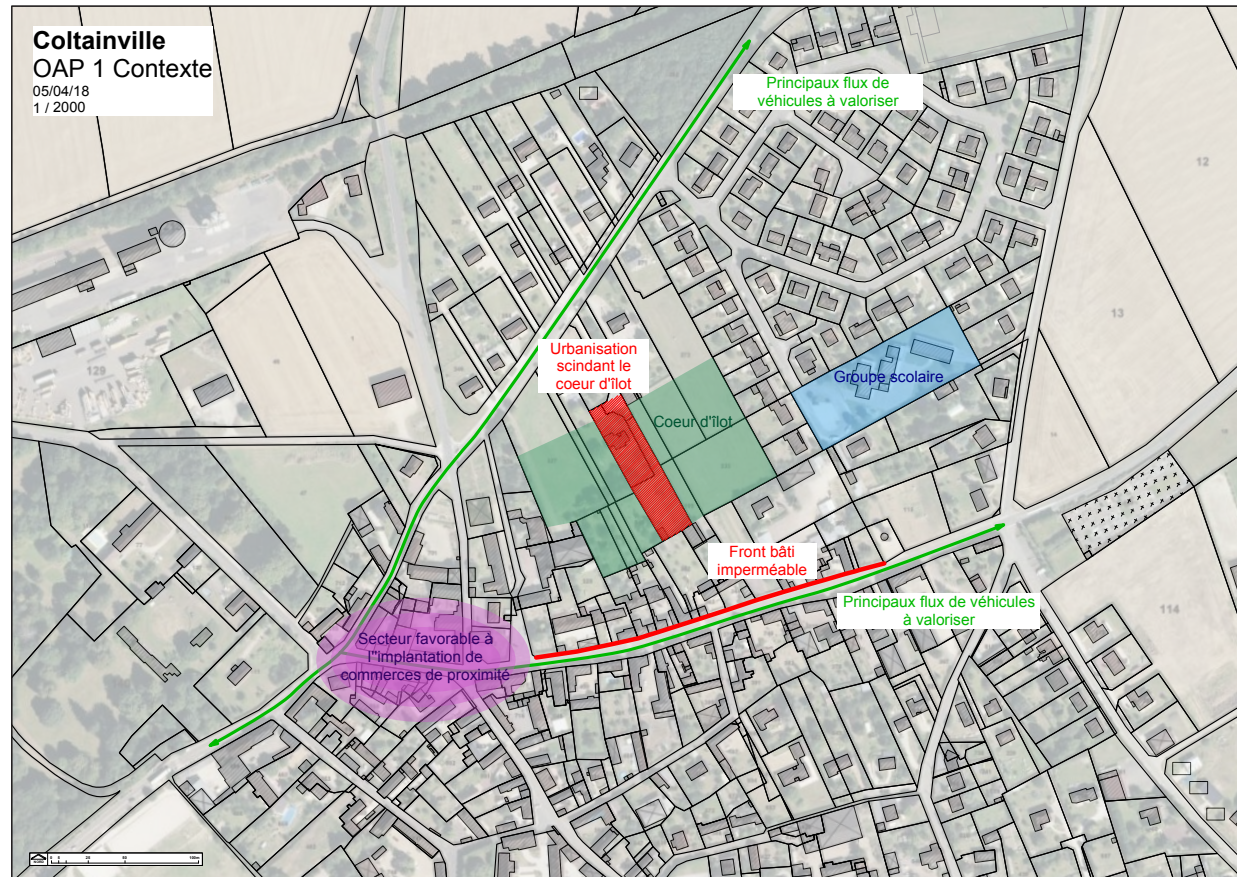 Coltainville
OAP 1 Contexte
05/04/18
1 / 2000
Principaux flux de
véhicules à valoriser
12
13
129
Urbanisation
scindant le
coeur d'îlot
Coeur d'îlot
Groupe scolaire
Front bâti
imperméable
Principaux flux de véhicules
à valoriser
114
Secteur favorable à
l''implantation de
commerces de proximité